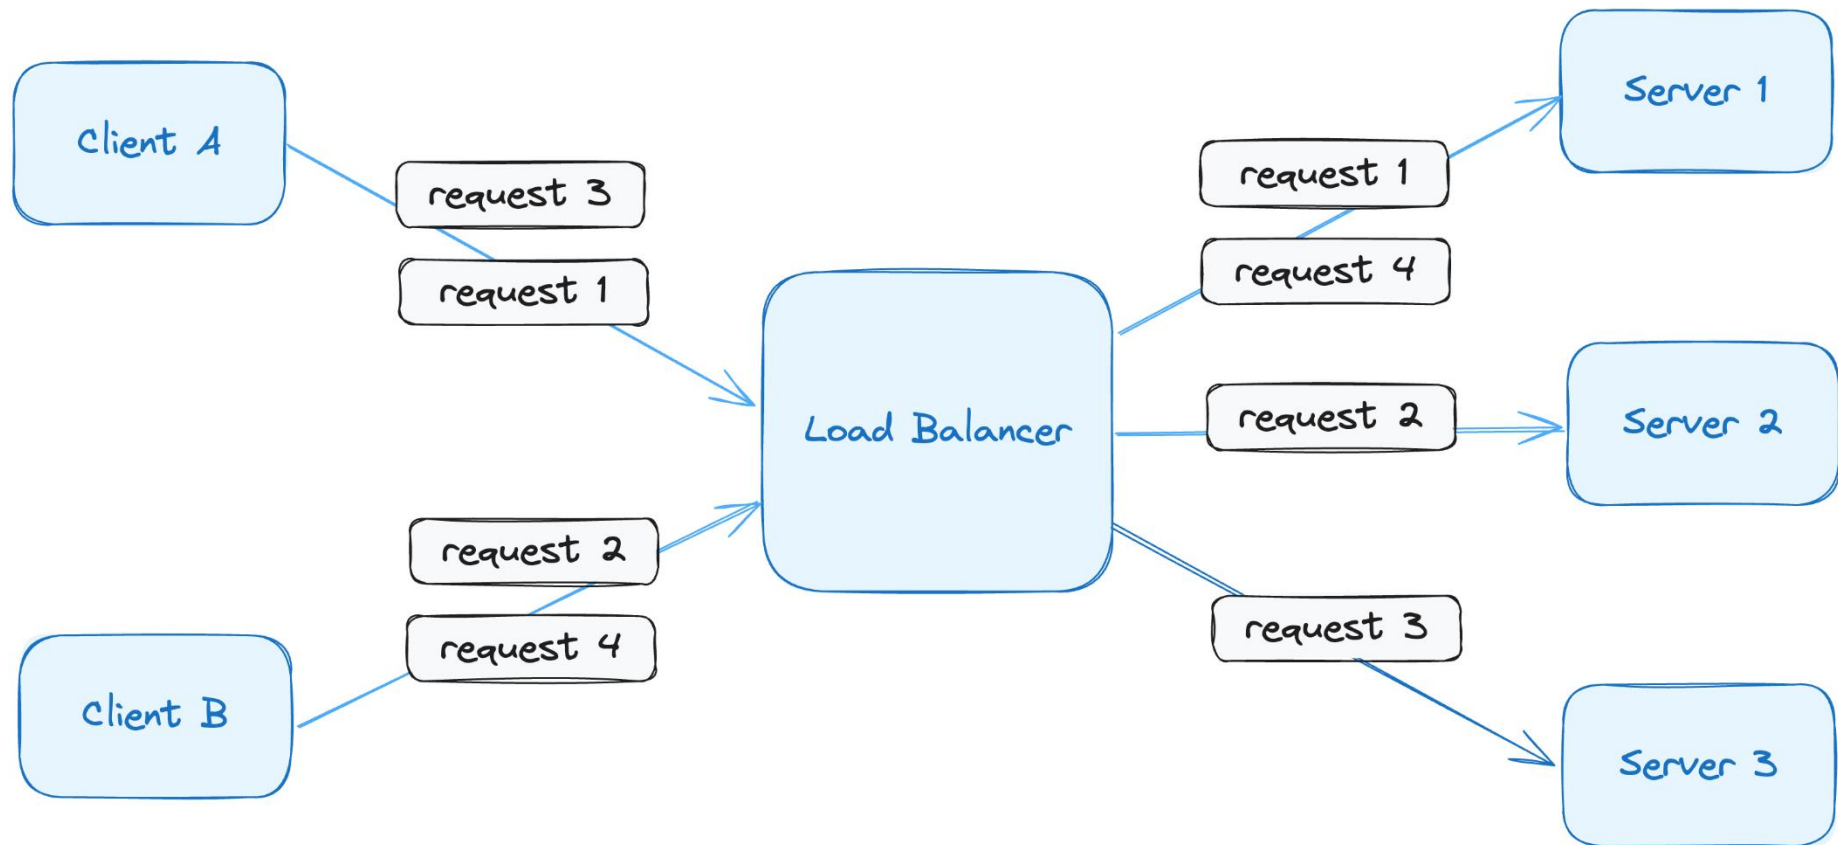 Client A
request 3
request 1
Client B
request 2
request 4
Load Balancer
request 1
request 4
request 2
request 3
Server 1
Server 2
Server 3